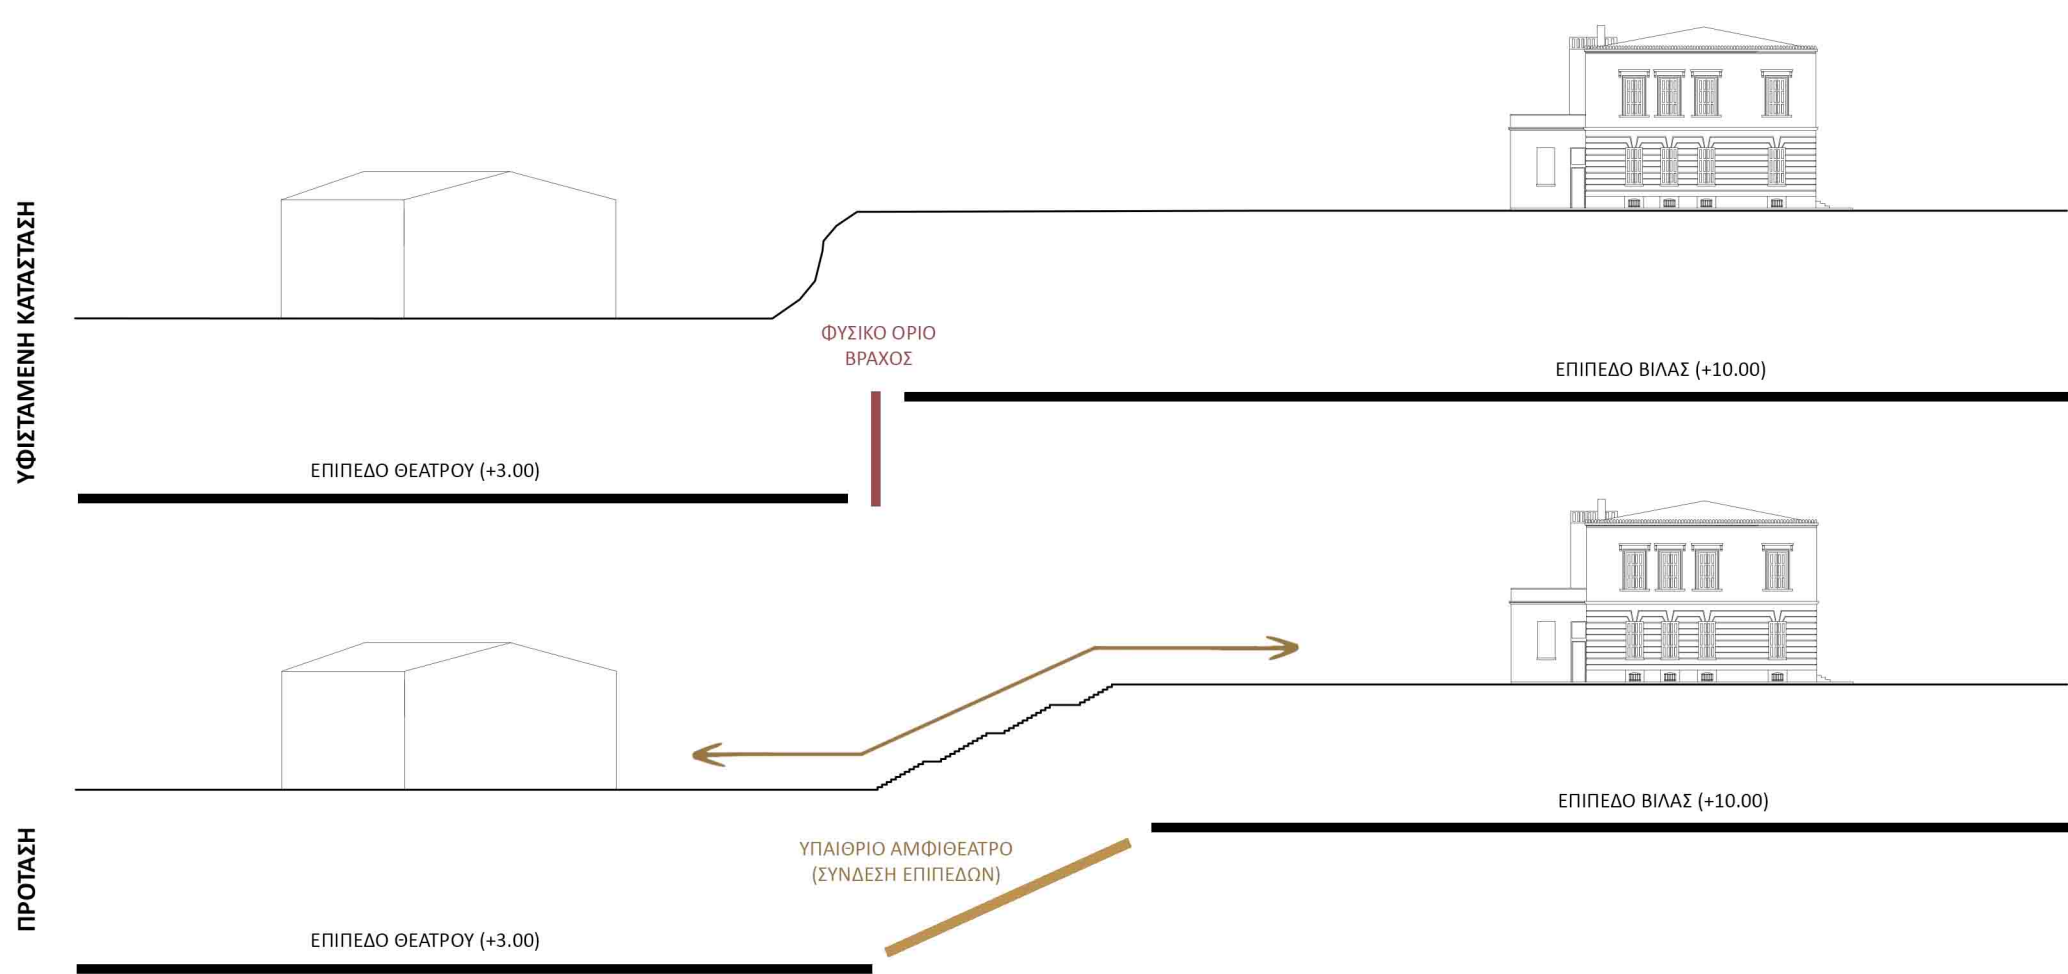 ΥΦΙΣΤΑΜΕΝΗ ΚΑΤΑΣΤΑΣΗ
ΦΥΣΙΚΟ ΟΡΙΟ
ΒΡΑΧΟΣ
ΕΠΙΠΕΔΟ ΒΙΛΑΣ (+10.00)
ΕΠΙΠΕΔΟ ΘΕΑΤΡΟΥ (+3.00)
ΠΡΟΤΑΣΗ
ΕΠΙΠΕΔΟ ΒΙΛΑΣ (+10.00)
ΥΠΑΙΘΡΙΟ ΑΜΦΙΘΕΑΤΡΟ
(ΣΥΝΔΕΣΗ ΕΠΙΠΕΔΩΝ)
ΕΠΙΠΕΔΟ ΘΕΑΤΡΟΥ (+3.00)